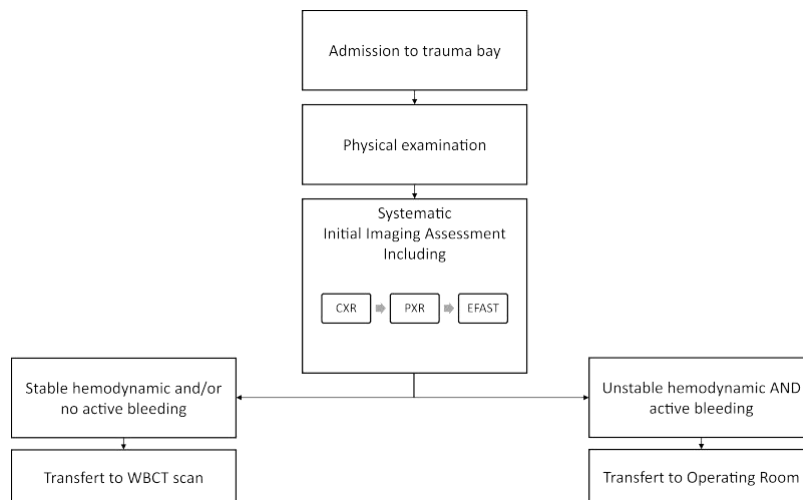 Admission to trauma bay
Physical examination
Systematic
Initial Imaging Assessment
Including
CXR
PXR
EFAST
Stable hemodynamic and/or
no active bleeding
Unstable hemodynamic AND
active bleeding
Transfert to WBCT scan
Transfert to Operating Room